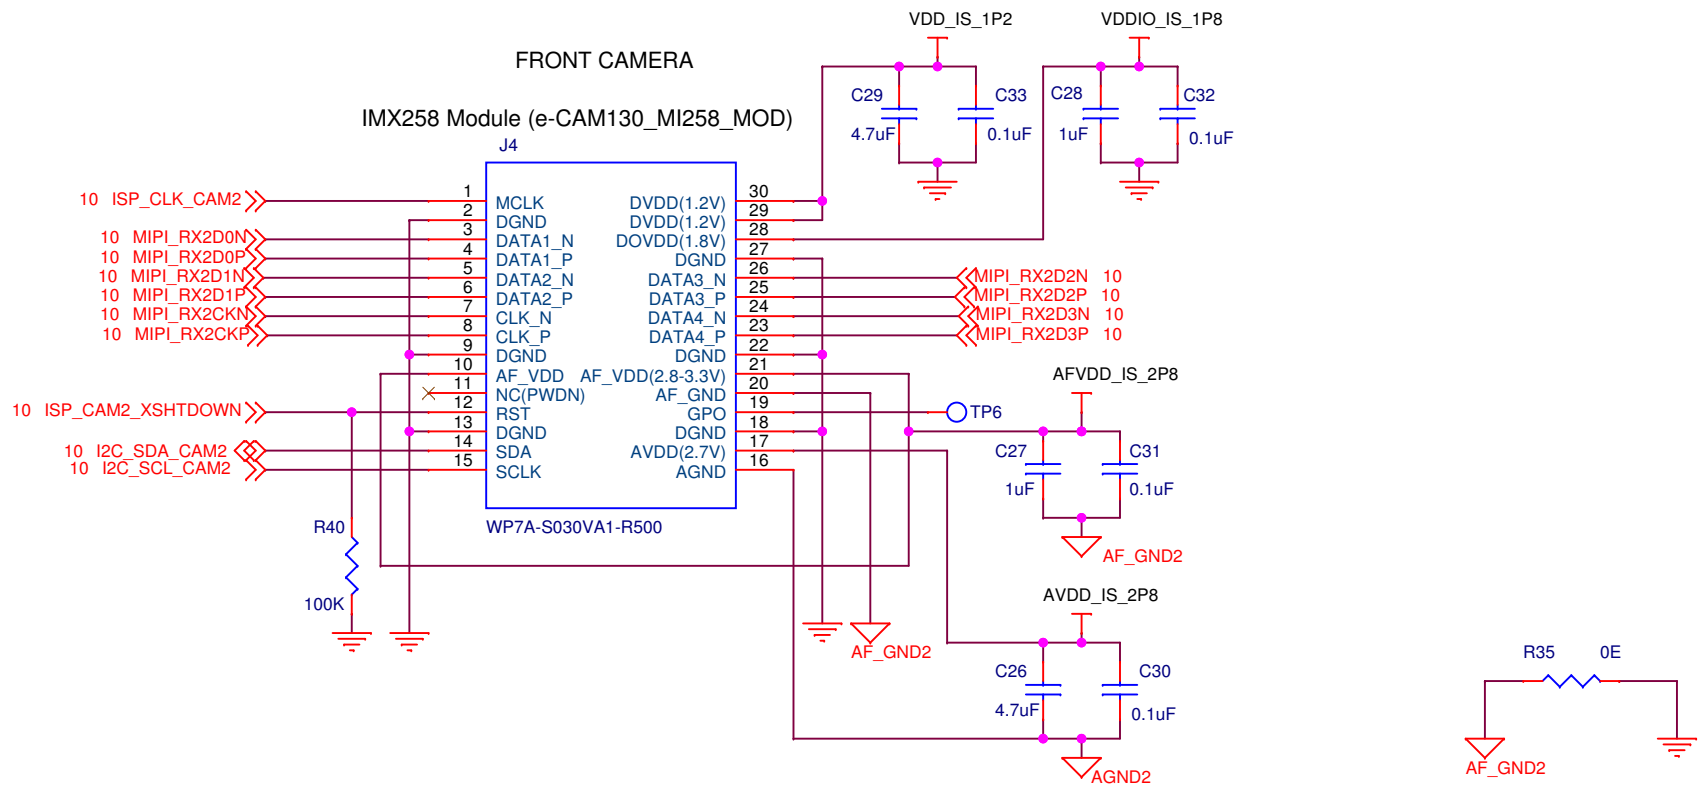 VDD_IS_1P2
VDDIO_IS_1P8
FRONT CAMERA
IMX258 Module (e-CAM130_MI258_MOD)
J4
C29
4.7uF
C33
0.1uF
C28
1uF
C32
0.1uF
10 ISP_CLK_CAM2
10 MIPI_RX2D0N
10 MIPI_RX2D0P
10 MIPI_RX2D1N
10 MIPI_RX2D1P
10 MIPI_RX2CKN
10 MIPI_RX2CKP
10 ISP_CAM2_XSHTDOWN
10 I2C_SDA_CAM2
10 I2C_SCL_CAM2
1 MCLK
2 DGND
3 DATA1_N
4 DATA1_P
5 DATA2_N
6 DATA2_P
7 CLK_N
8 CLK_P
9 DGND
10 AF_VDD
11 NC(PWDN)
12 RST
13 DGND
14 SDA
15 SCLK
DVDD(1.2V) 30
DVDD(1.2V) 29
DOVDD(1.8V) 28
DGND 27
DATA3_N 26
DATA3_P 25
DATA4_N 24
DATA4_P 23
DGND 22
AF_VDD(2.8-3.3V) 21
AF_GND 20
GPO 19
DGND 18
AVDD(2.7V) 17
AGND 16
WP7A-S030VA1-R500
MIPI_RX2D2N 10
MIPI_RX2D2P 10
MIPI_RX2D3N 10
MIPI_RX2D3P 10
TP6
AFVDD_IS_2P8
C27
1uF
C31
0.1uF
AF_GND2
R40
100K
AF_GND2
AVDD_IS_2P8
C26
4.7uF
C30
0.1uF
AGND2
R35 0E
AF_GND2